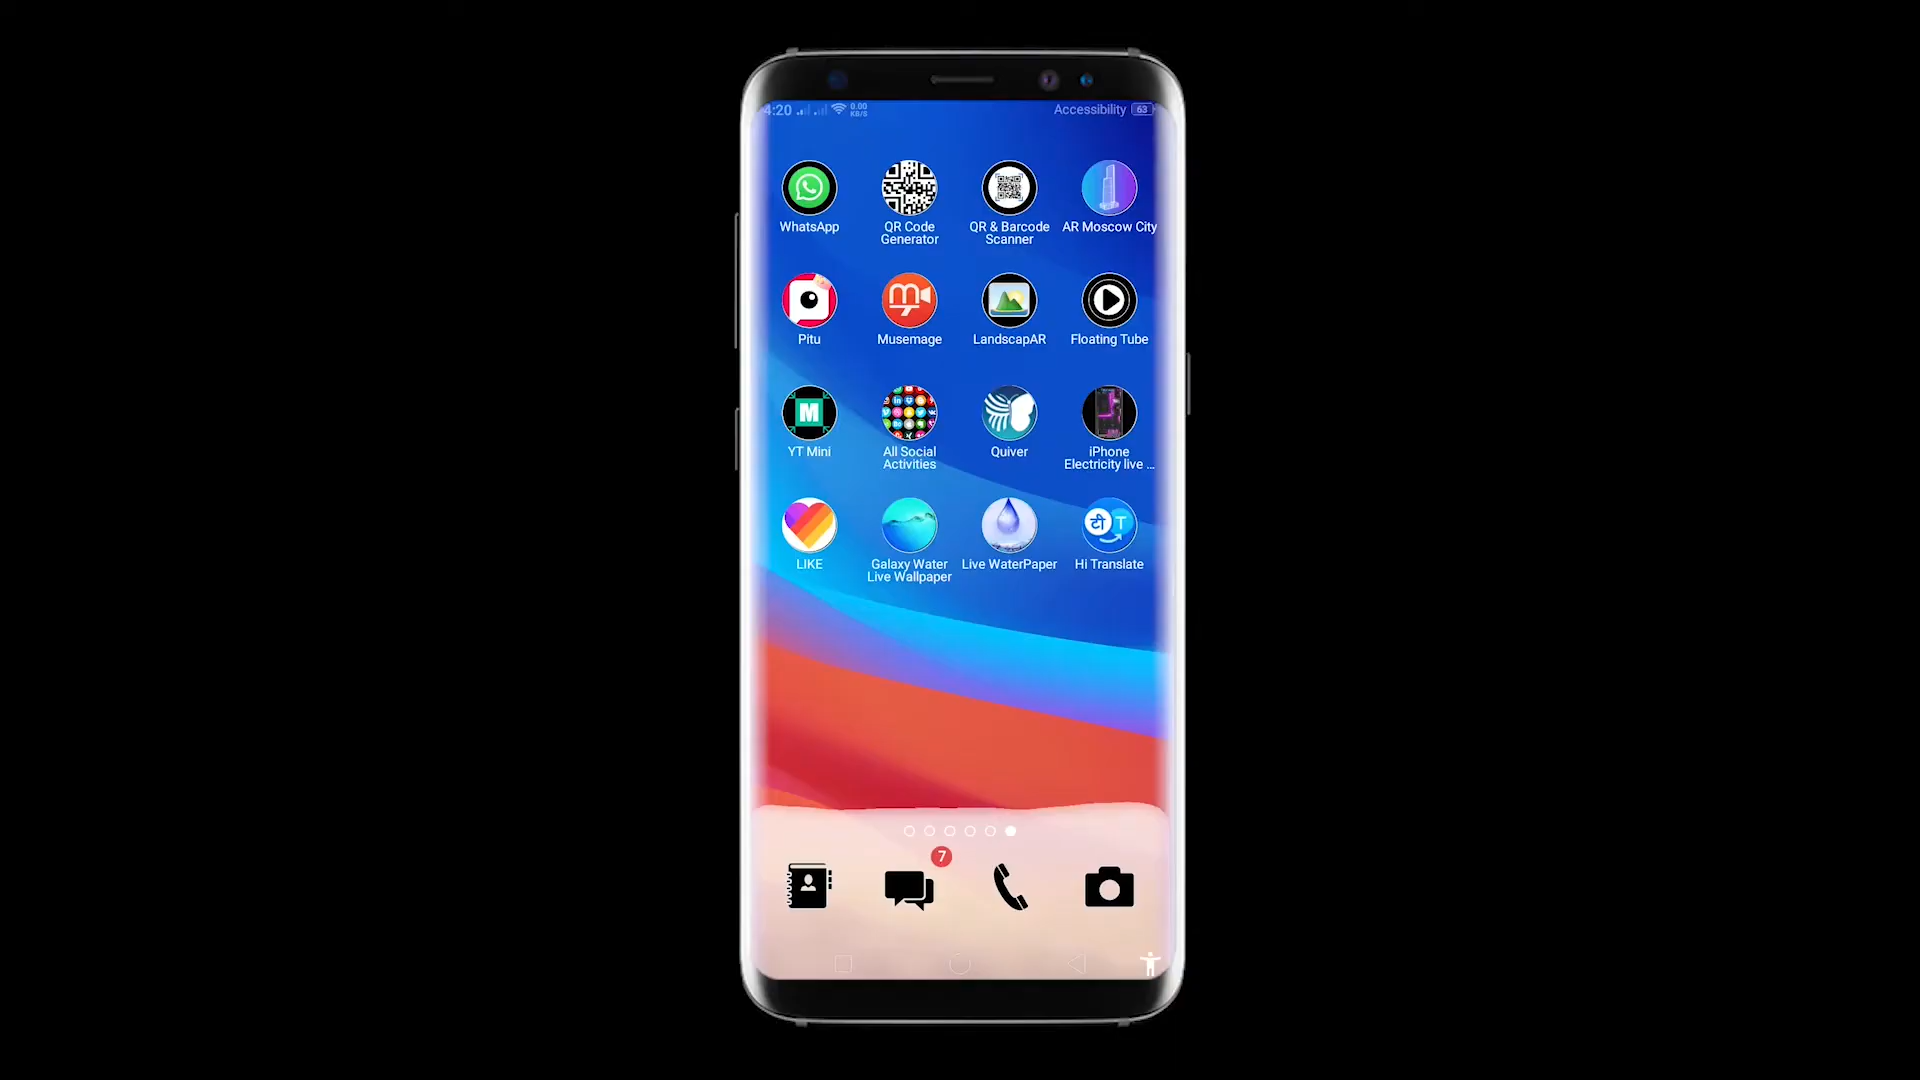 4:20 0.00 KB/S Accessibility 63
WhatsApp
QR Code Generator
QR & Barcode Scanner
AR Moscow City
Pitu
Musemage
LandscapAR
Floating Tube
M
YT Mini
All Social Activities
Quiver
iPhone Electricity live ...
LIKE
Galaxy Water Live Wallpaper
Live WaterPaper
टी T
Hi Translate
7